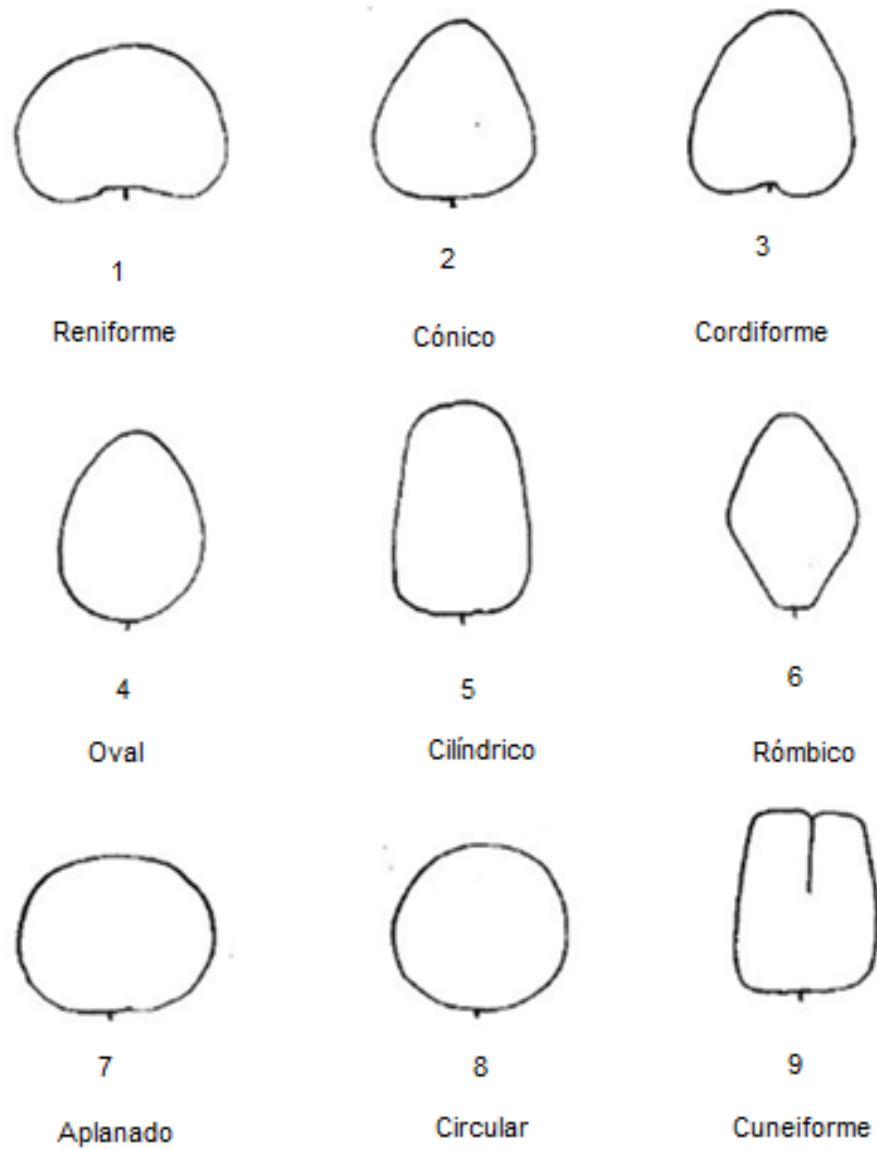 1
2
3
Reniforme
Cónico
Cordiforme
4
5
6
Oval
Cilíndrico
Rómbico
7
8
9
Aplanado
Circular
Cuneiforme